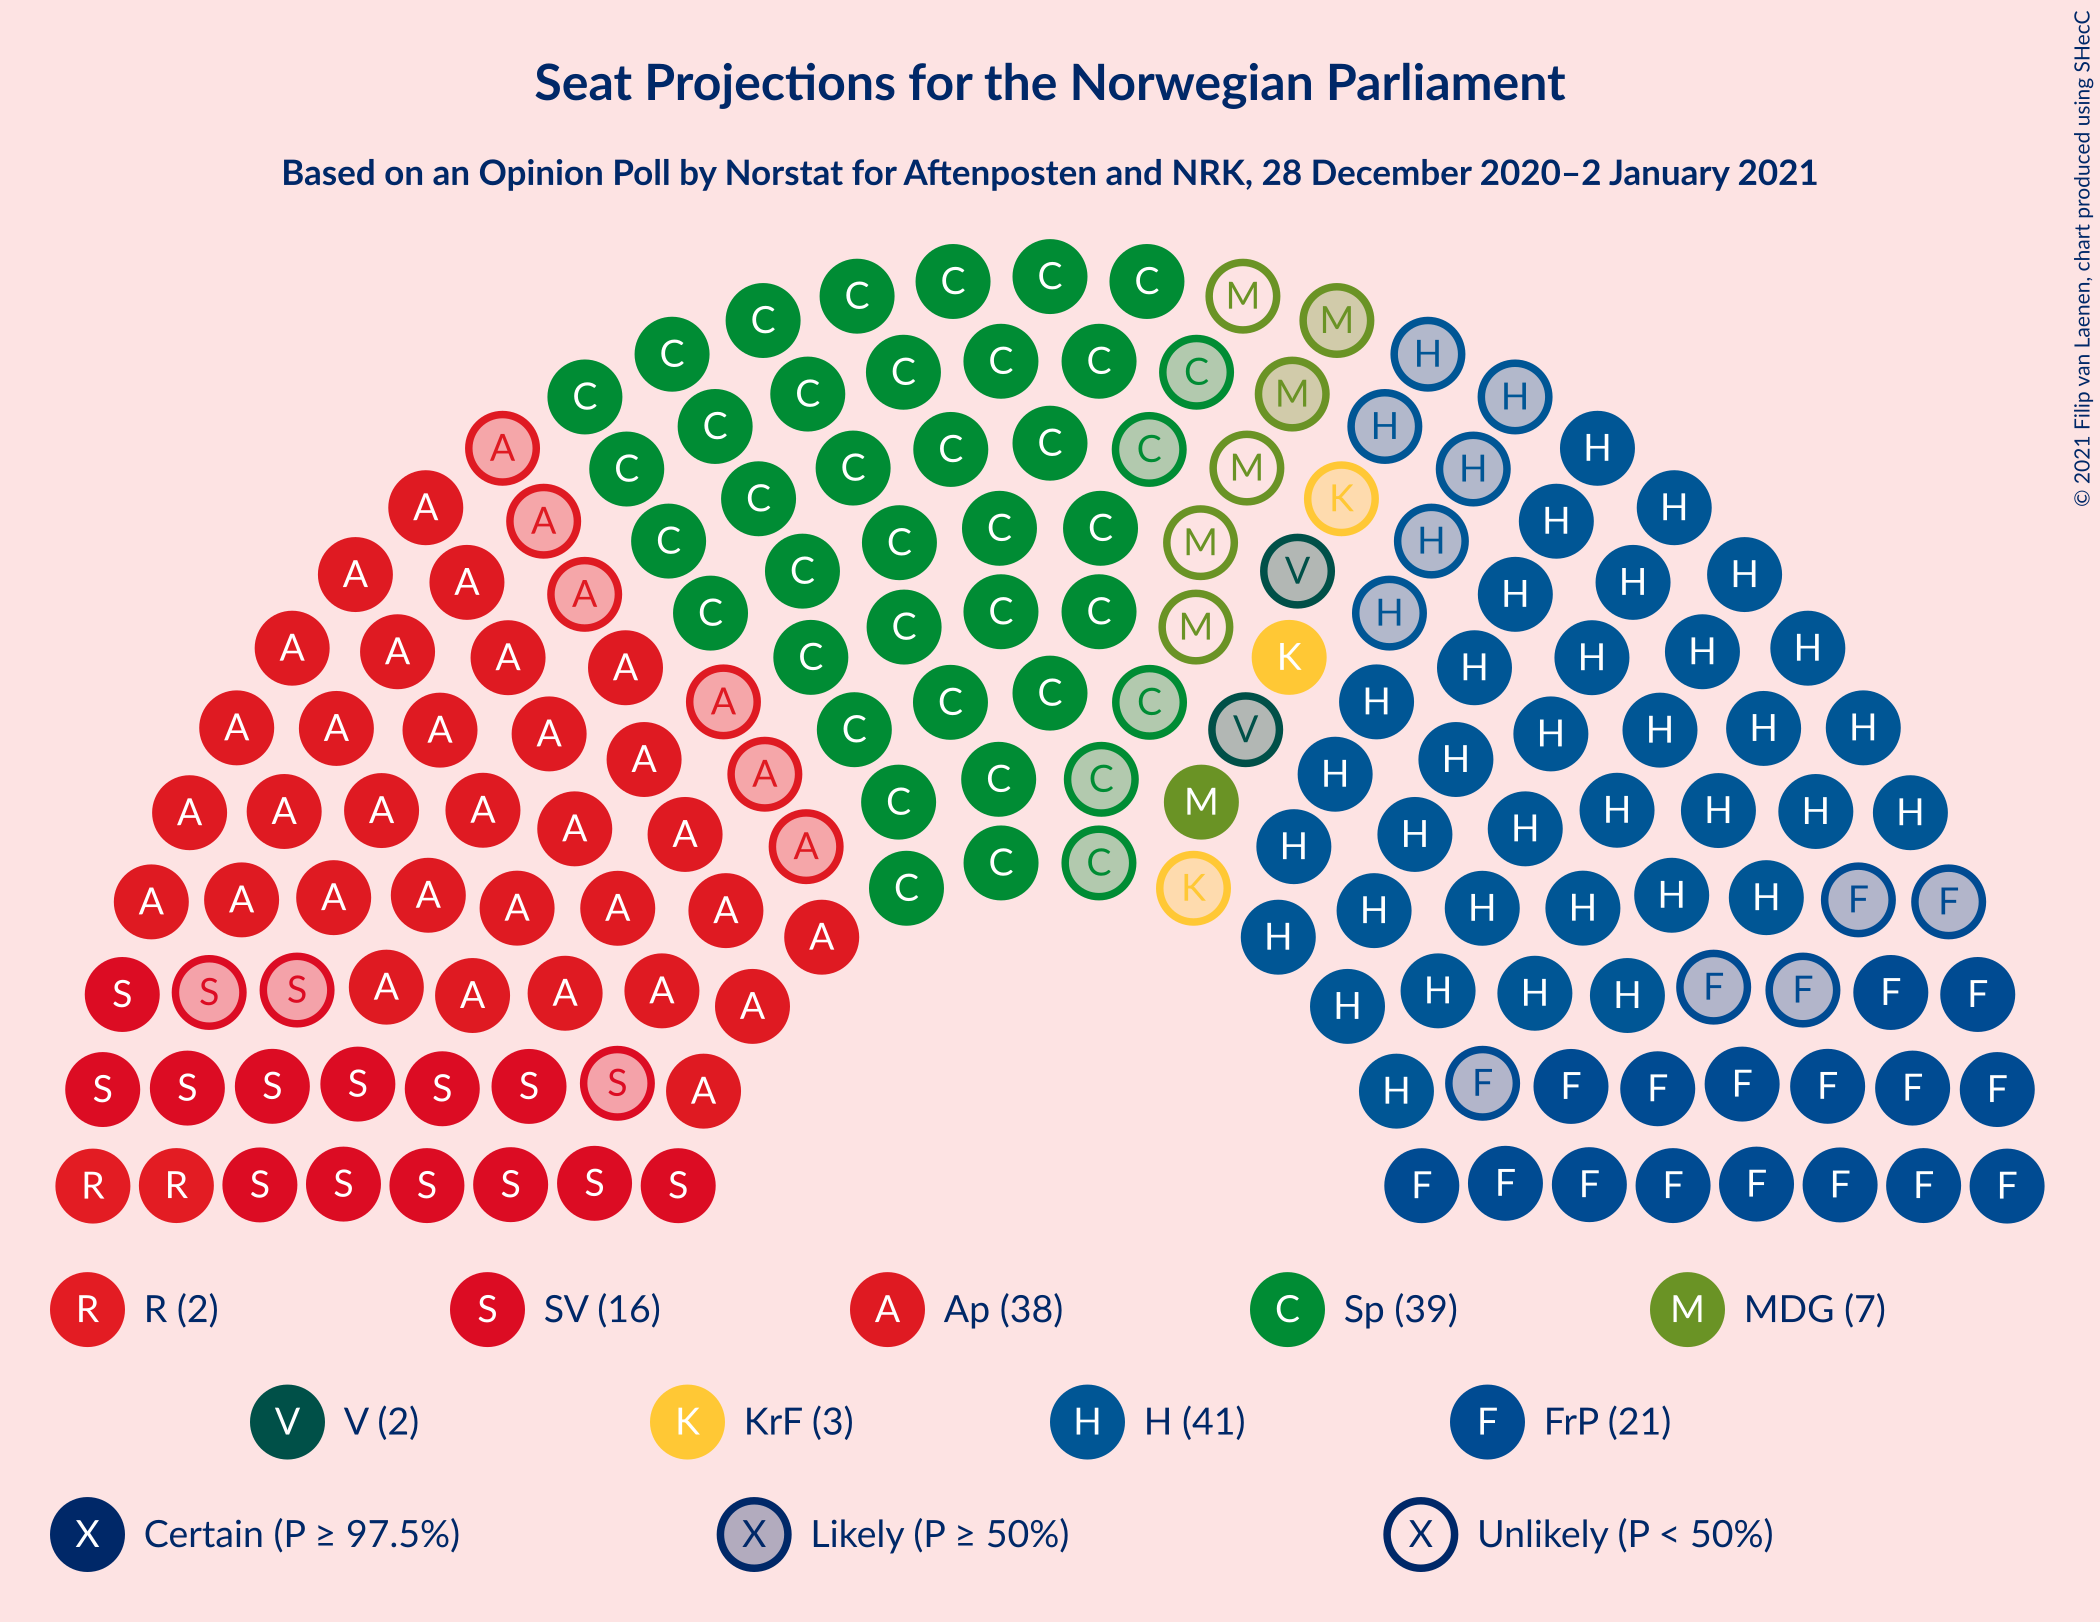 Seat Projections for the Norwegian Parliament
Based on an Opinion Poll by Norstat for Aftenposten and NRK, 28 December 2020–2 January 2021
© 2021 Filip van Laenen, chart produced using SHecC
C C C C C C C M M H H
C C C C C C C M H H H
A A C C C C C M K H H H
A A A C C C C M V H H H
A A A A C C C C M K H H H H H
A A A A A A C C C C V H H H H H H
A A A A A A A A C C C M H H H H H H H H
A A A A A A A A C C C K H H H H H H F F
S S S A A A A A H H H H F F F F
S S S S S S S A H F F F F F F F
R R S S S S S S F F F F F F F F
R R (2) S SV (16) A Ap (38) C Sp (39) M MDG (7)
V V (2) K KrF (3) H H (41) F FrP (21)
X Certain (P ≥ 97.5%) X Likely (P ≥ 50%) X Unlikely (P < 50%)